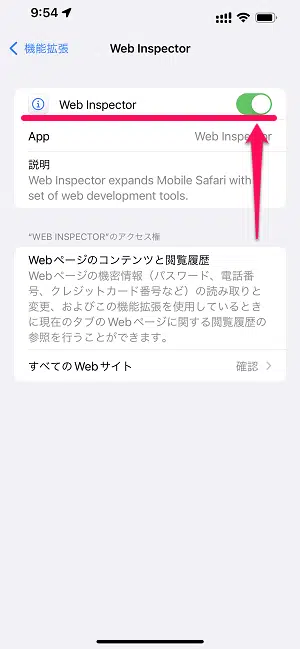 9:54
機能拡張
Web Inspector
Web Inspector
App
Web Inspector
説明
Web Inspector expands Mobile Safari with
set of web development tools.
"WEB INSPECTOR"のアクセス権
Webページのコンテンツと閲覧履歴
Webページの機密情報（パスワード、電話番
号、クレジットカード番号など）の読み取りと
変更、およびこの機能拡張を使用しているとき
に現在のタブのWebページに関する閲覧履歴の
参照を行うことができます。
すべてのWebサイト
確認